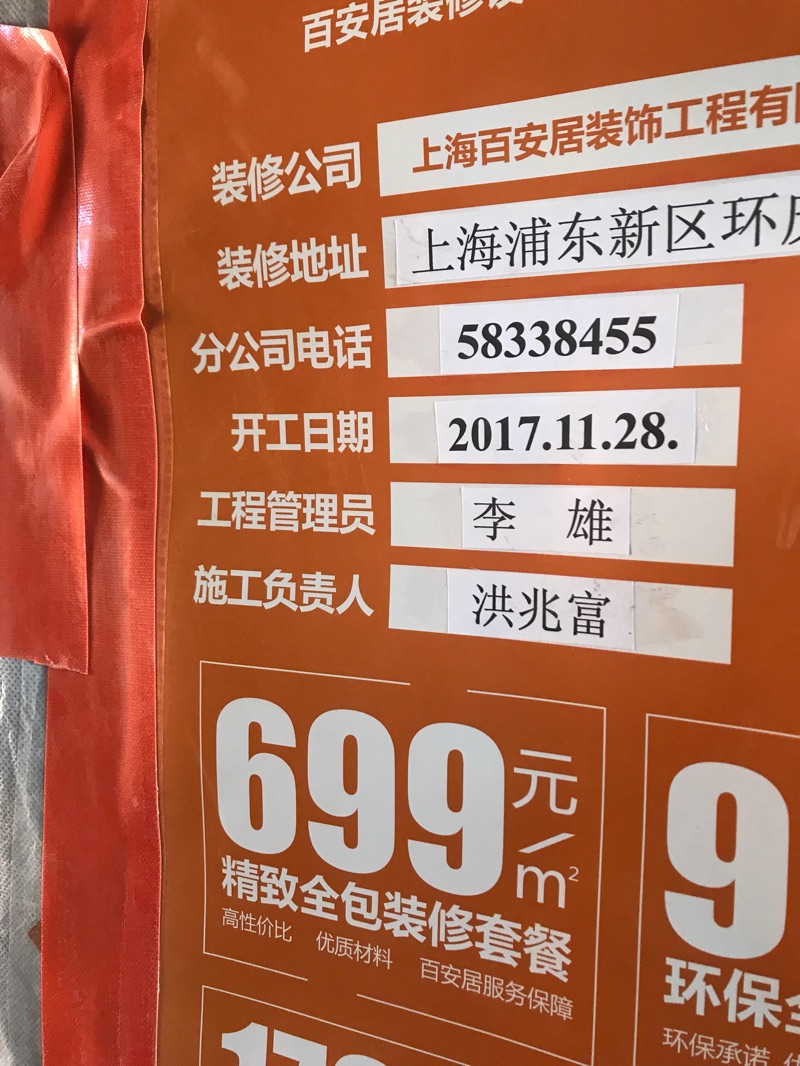 百安居装修
装修公司 上海百安居装饰工程有
装修地址 上海浦东新区环
分公司电话 58338455
开工日期 2017.11.28.
工程管理员 李 雄
施工负责人 洪兆富
699元/m²
精致全包装修套餐
高性价比 优质材料 百安居服务保障
9
环保
环保承诺